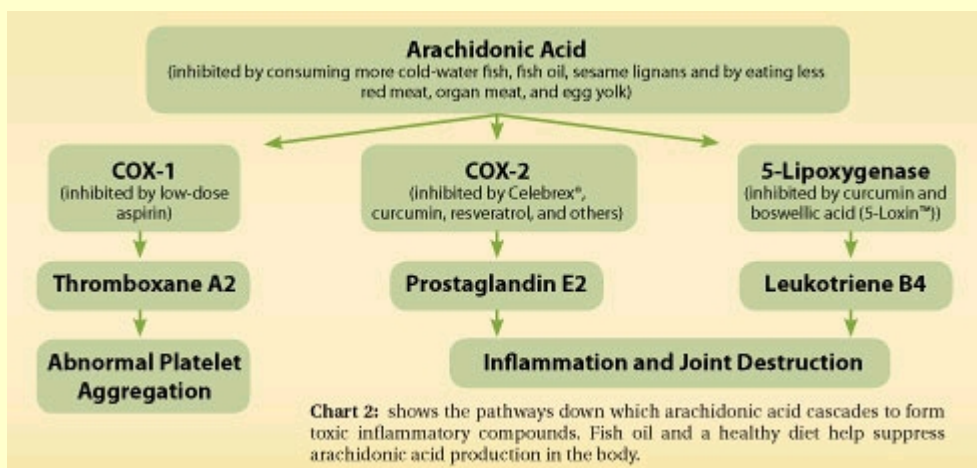 Arachidonic Acid
(inhibited by consuming more cold-water fish, fish oil, sesame lignans and by eating less
red meat, organ meat, and egg yolk)
COX-1
(inhibited by low-dose
aspirin)
COX-2
(inhibited by Celebrex®,
curcumin, resveratrol, and others)
5-Lipoxygenase
(inhibited by curcumin and
boswellic acid (5-Loxin™))
Thromboxane A2
Prostaglandin E2
Leukotriene B4
Abnormal Platelet
Aggregation
Inflammation and Joint Destruction
Chart 2: shows the pathways down which arachidonic acid cascades to form
toxic inflammatory compounds. Fish oil and a healthy diet help suppress
arachidonic acid production in the body.